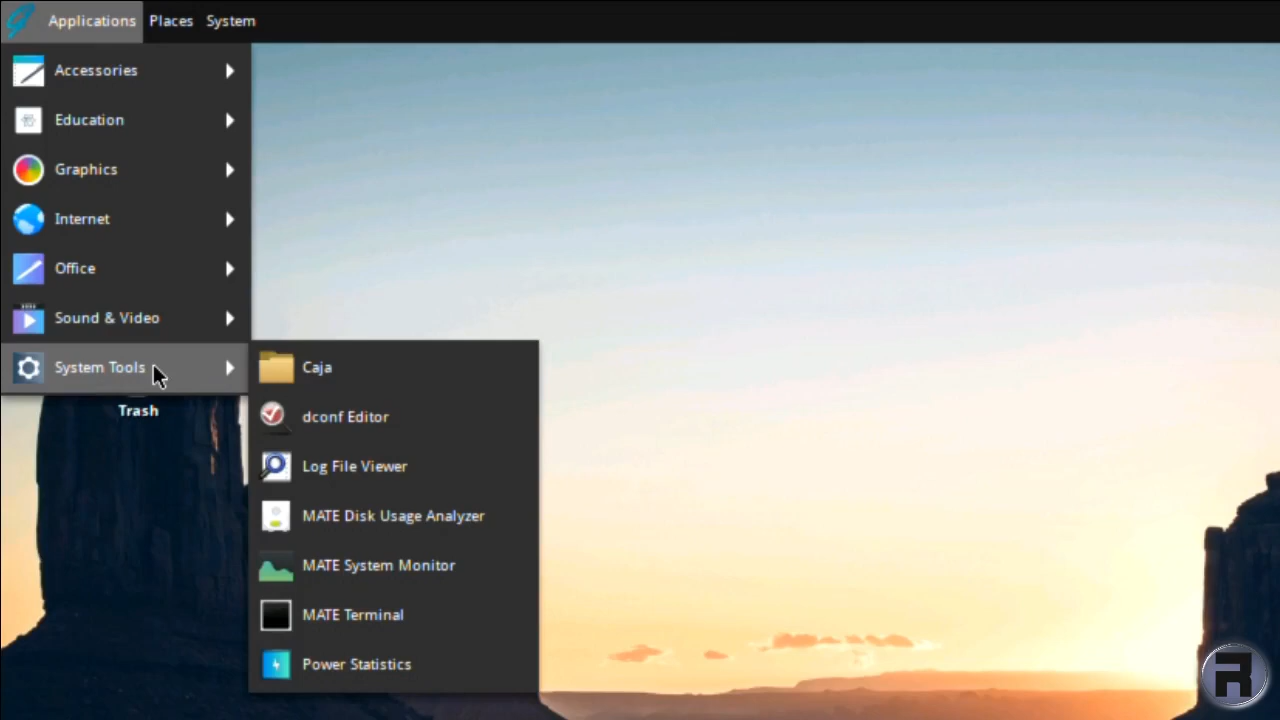 Applications Places System
Accessories
Education
Graphics
Internet
Office
Sound & Video
System Tools
Trash
Caja
dconf Editor
Log File Viewer
MATE Disk Usage Analyzer
MATE System Monitor
MATE Terminal
Power Statistics
R